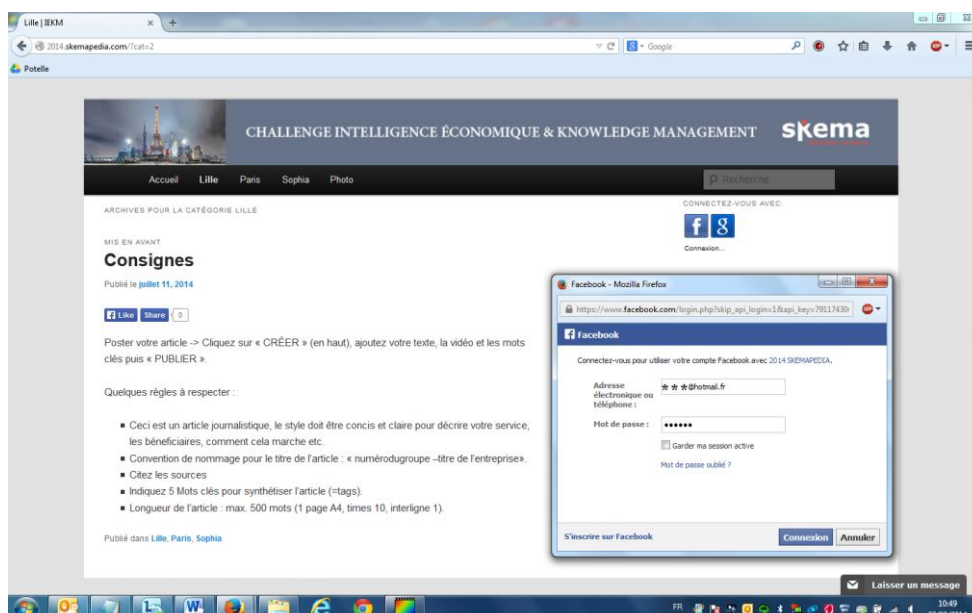 Lille | IEKM
2014.skemapedia.com/?cat=2
Google
Potelle
CHALLENGE INTELLIGENCE ÉCONOMIQUE & KNOWLEDGE MANAGEMENT
skema
Accueil Lille Paris Sophia Photo
Recherche
ARCHIVES POUR LA CATÉGORIE LILLE
CONNECTEZ-VOUS AVEC:
Connexion...
MIS EN AVANT
Consignes
Publié le juillet 11, 2014
Like Share 0
Poster votre article -> Cliquez sur « CRÉER » (en haut), ajoutez votre texte, la vidéo et les mots
clés puis « PUBLIER ».
Quelques règles à respecter :
Ceci est un article journalistique, le style doit être concis et claire pour décrire votre service,
les bénéficiaires, comment cela marche etc.
Convention de nommage pour le titre de l'article : « numérodugroupe –titre de l'entreprise».
Citez les sources
Indiquez 5 Mots clés pour synthétiser l'article (=tags).
Longueur de l'article : max. 500 mots (1 page A4, times 10, interligne 1).
Publié dans Lille, Paris, Sophia
Facebook - Mozilla Firefox
https://www.facebook.com/login.php?skip_api_login=1&api_key=79117430
Facebook
Connectez-vous pour utiliser votre compte Facebook avec 2014 SKEMAPEDIA.
Adresse
électronique ou
téléphone :
★ ★ ★@hotmail.fr
Mot de passe :
••••••
Garder ma session active
Mot de passe oublié ?
S'inscrire sur Facebook
Connexion Annuler
Laisser un message
FR
10:49